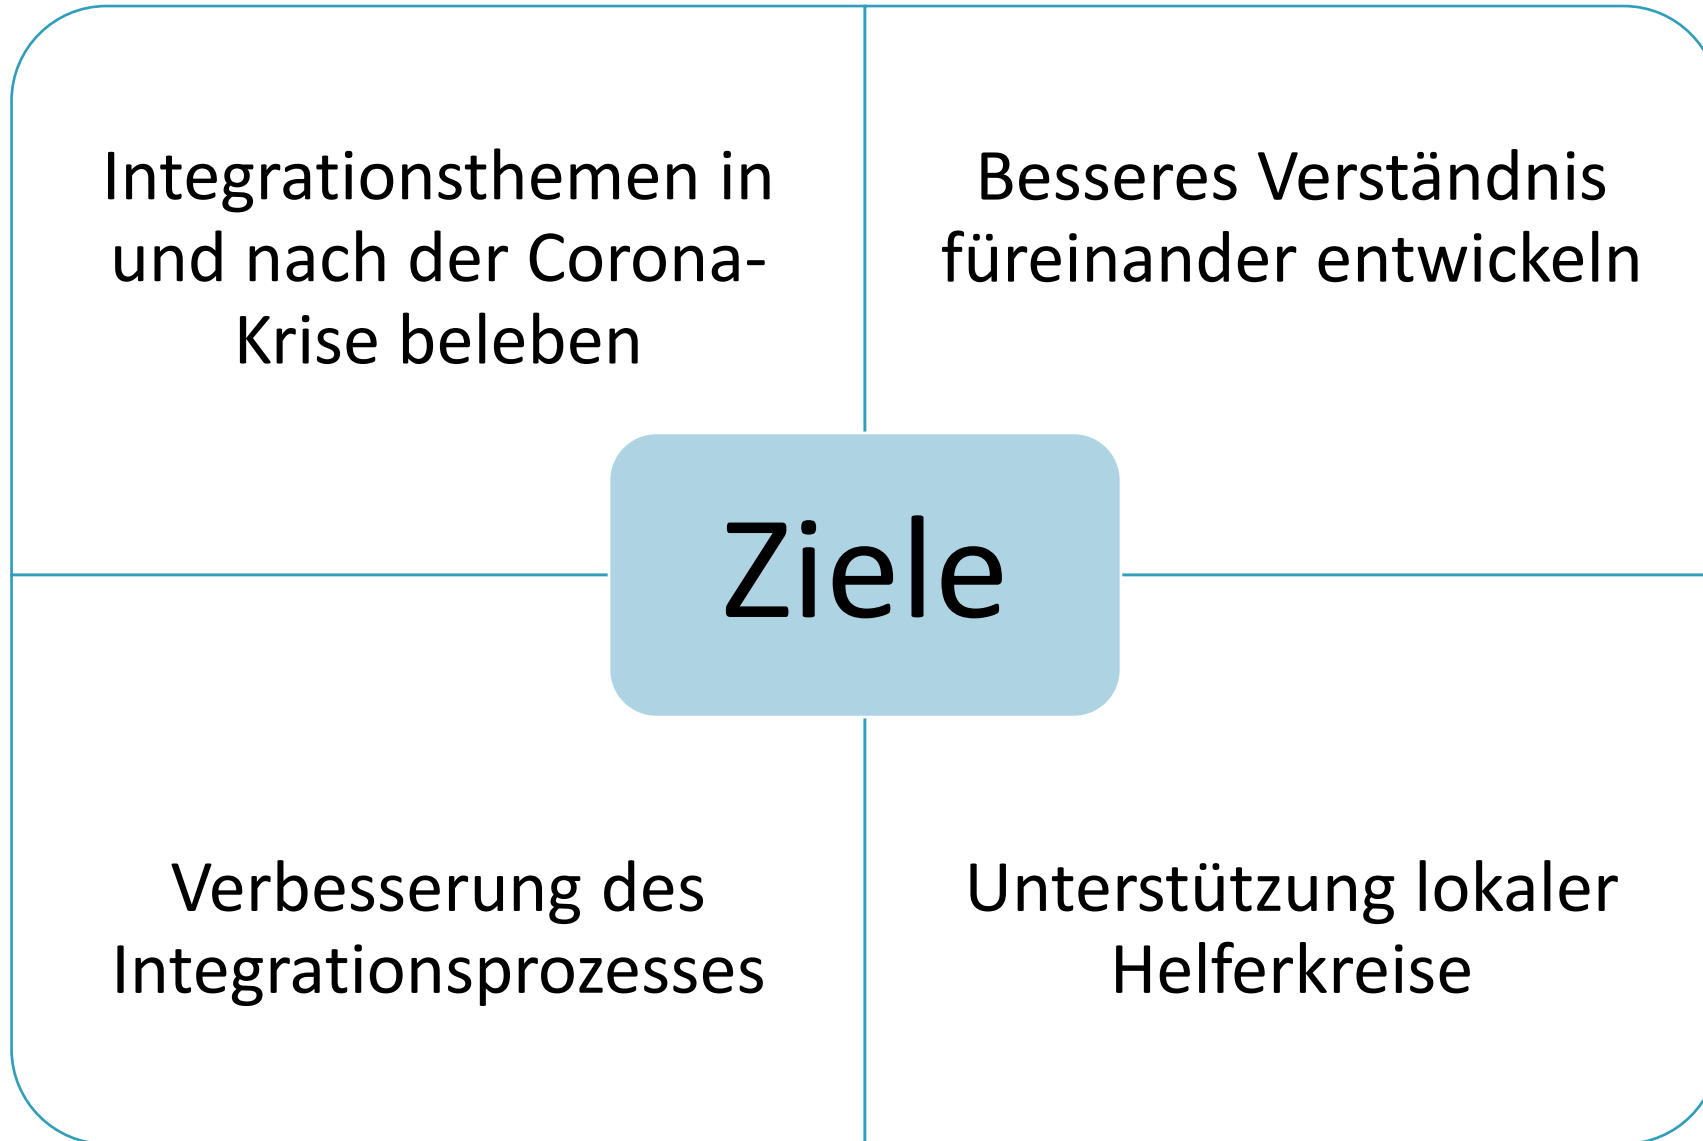 Integrationsthemen in
und nach der Corona-
Krise beleben
Besseres Verständnis
füreinander entwickeln
Ziele
Verbesserung des
Integrationsprozesses
Unterstützung lokaler
Helferkreise